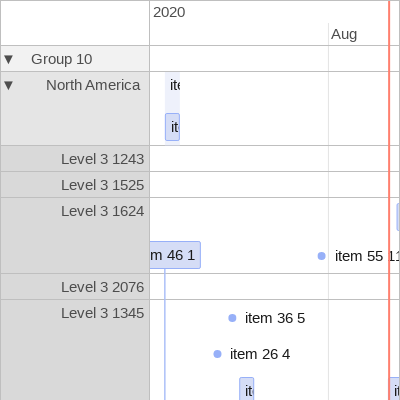 2020
Aug
▼ Group 10
▼ North America
ite
it
Level 3 1243
Level 3 1525
Level 3 1624
m 46 1
item 55 11
Level 3 2076
Level 3 1345
item 36 5
item 26 4
it
it